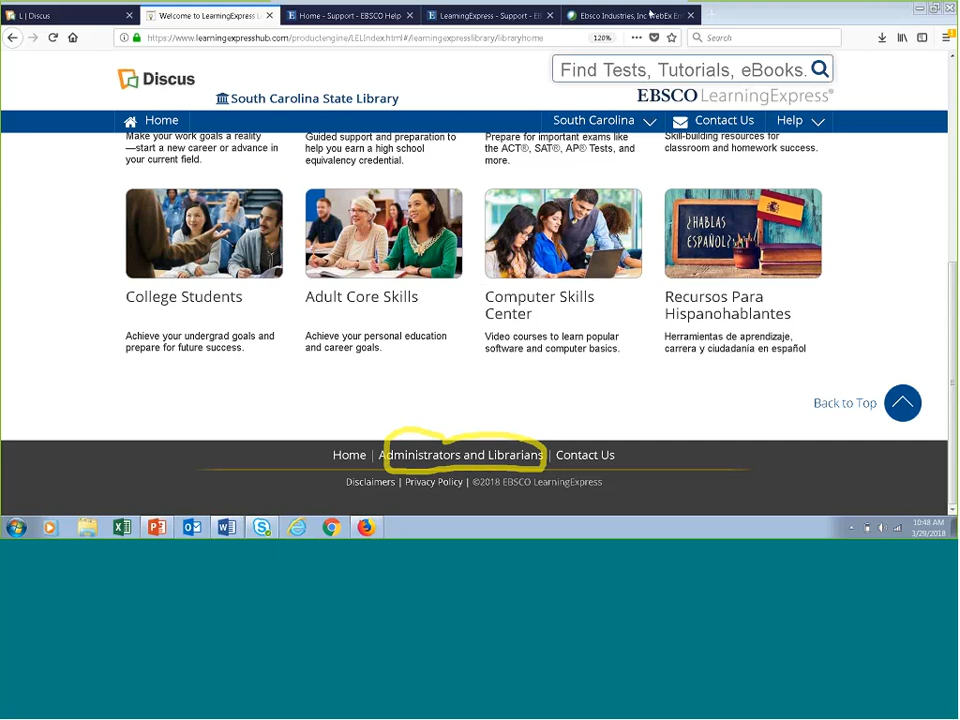 L | Discus
Welcome to LearningExpress L
Home - Support - EBSCO Help
LearningExpress - Support - E
Ebsco Industries, Inc WebEx En
https://www.learningexpresshub.com/productengine/LELIndex.html#/learningexpresslibrary/libraryhome
120%
Search
Discus
Find Tests, Tutorials, eBooks.
South Carolina State Library
EBSCO LearningExpress®
Home
South Carolina
Contact Us
Help
Make your work goals a reality
—start a new career or advance in
your current field.
Guided support and preparation to
help you earn a high school
equivalency credential.
Prepare for important exams like
the ACT®, SAT®, AP® Tests, and
more.
Skill-building resources for
classroom and homework success.
¿HABLAS
ESPAÑOL?
College Students
Achieve your undergrad goals and
prepare for future success.
Adult Core Skills
Achieve your personal education
and career goals.
Computer Skills
Center
Video courses to learn popular
software and computer basics.
Recursos Para
Hispanohablantes
Herramientas de aprendizaje,
carrera y ciudadanía en español
Back to Top
Home | Administrators and Librarians | Contact Us
Disclaimers | Privacy Policy | ©2018 EBSCO LearningExpress
10:48 AM
3/29/2018